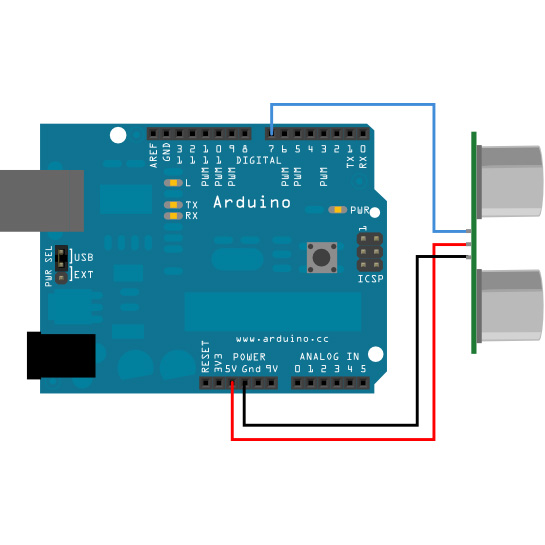 AREF
GND
13
12
11
10
9
8
7
6
5
4
3
2
1
0
DIGITAL
PWM
PWM
PWM
PWM
PWM
PWM
TX
RX
L
TX
RX
Arduino
PWR
1
ICSP
PWR SEL
USB
EXT
www.arduino.cc
POWER
ANALOG IN
RESET
3V3
5V Gnd 9V
0 1 2 3 4 5